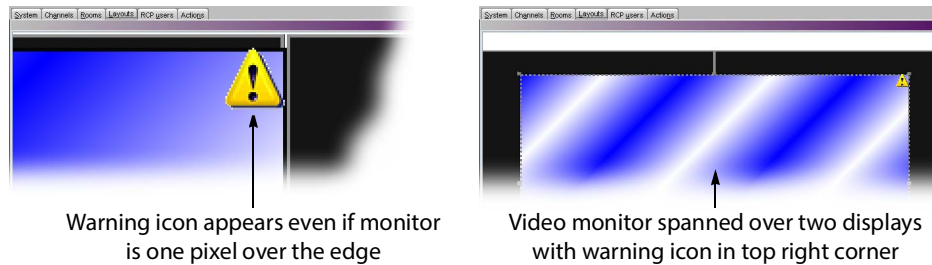 System Channels Rooms Layouts RCP users Actions
System Channels Rooms Layouts RCP users Actions
Warning icon appears even if monitor
is one pixel over the edge
Video monitor spanned over two displays
with warning icon in top right corner